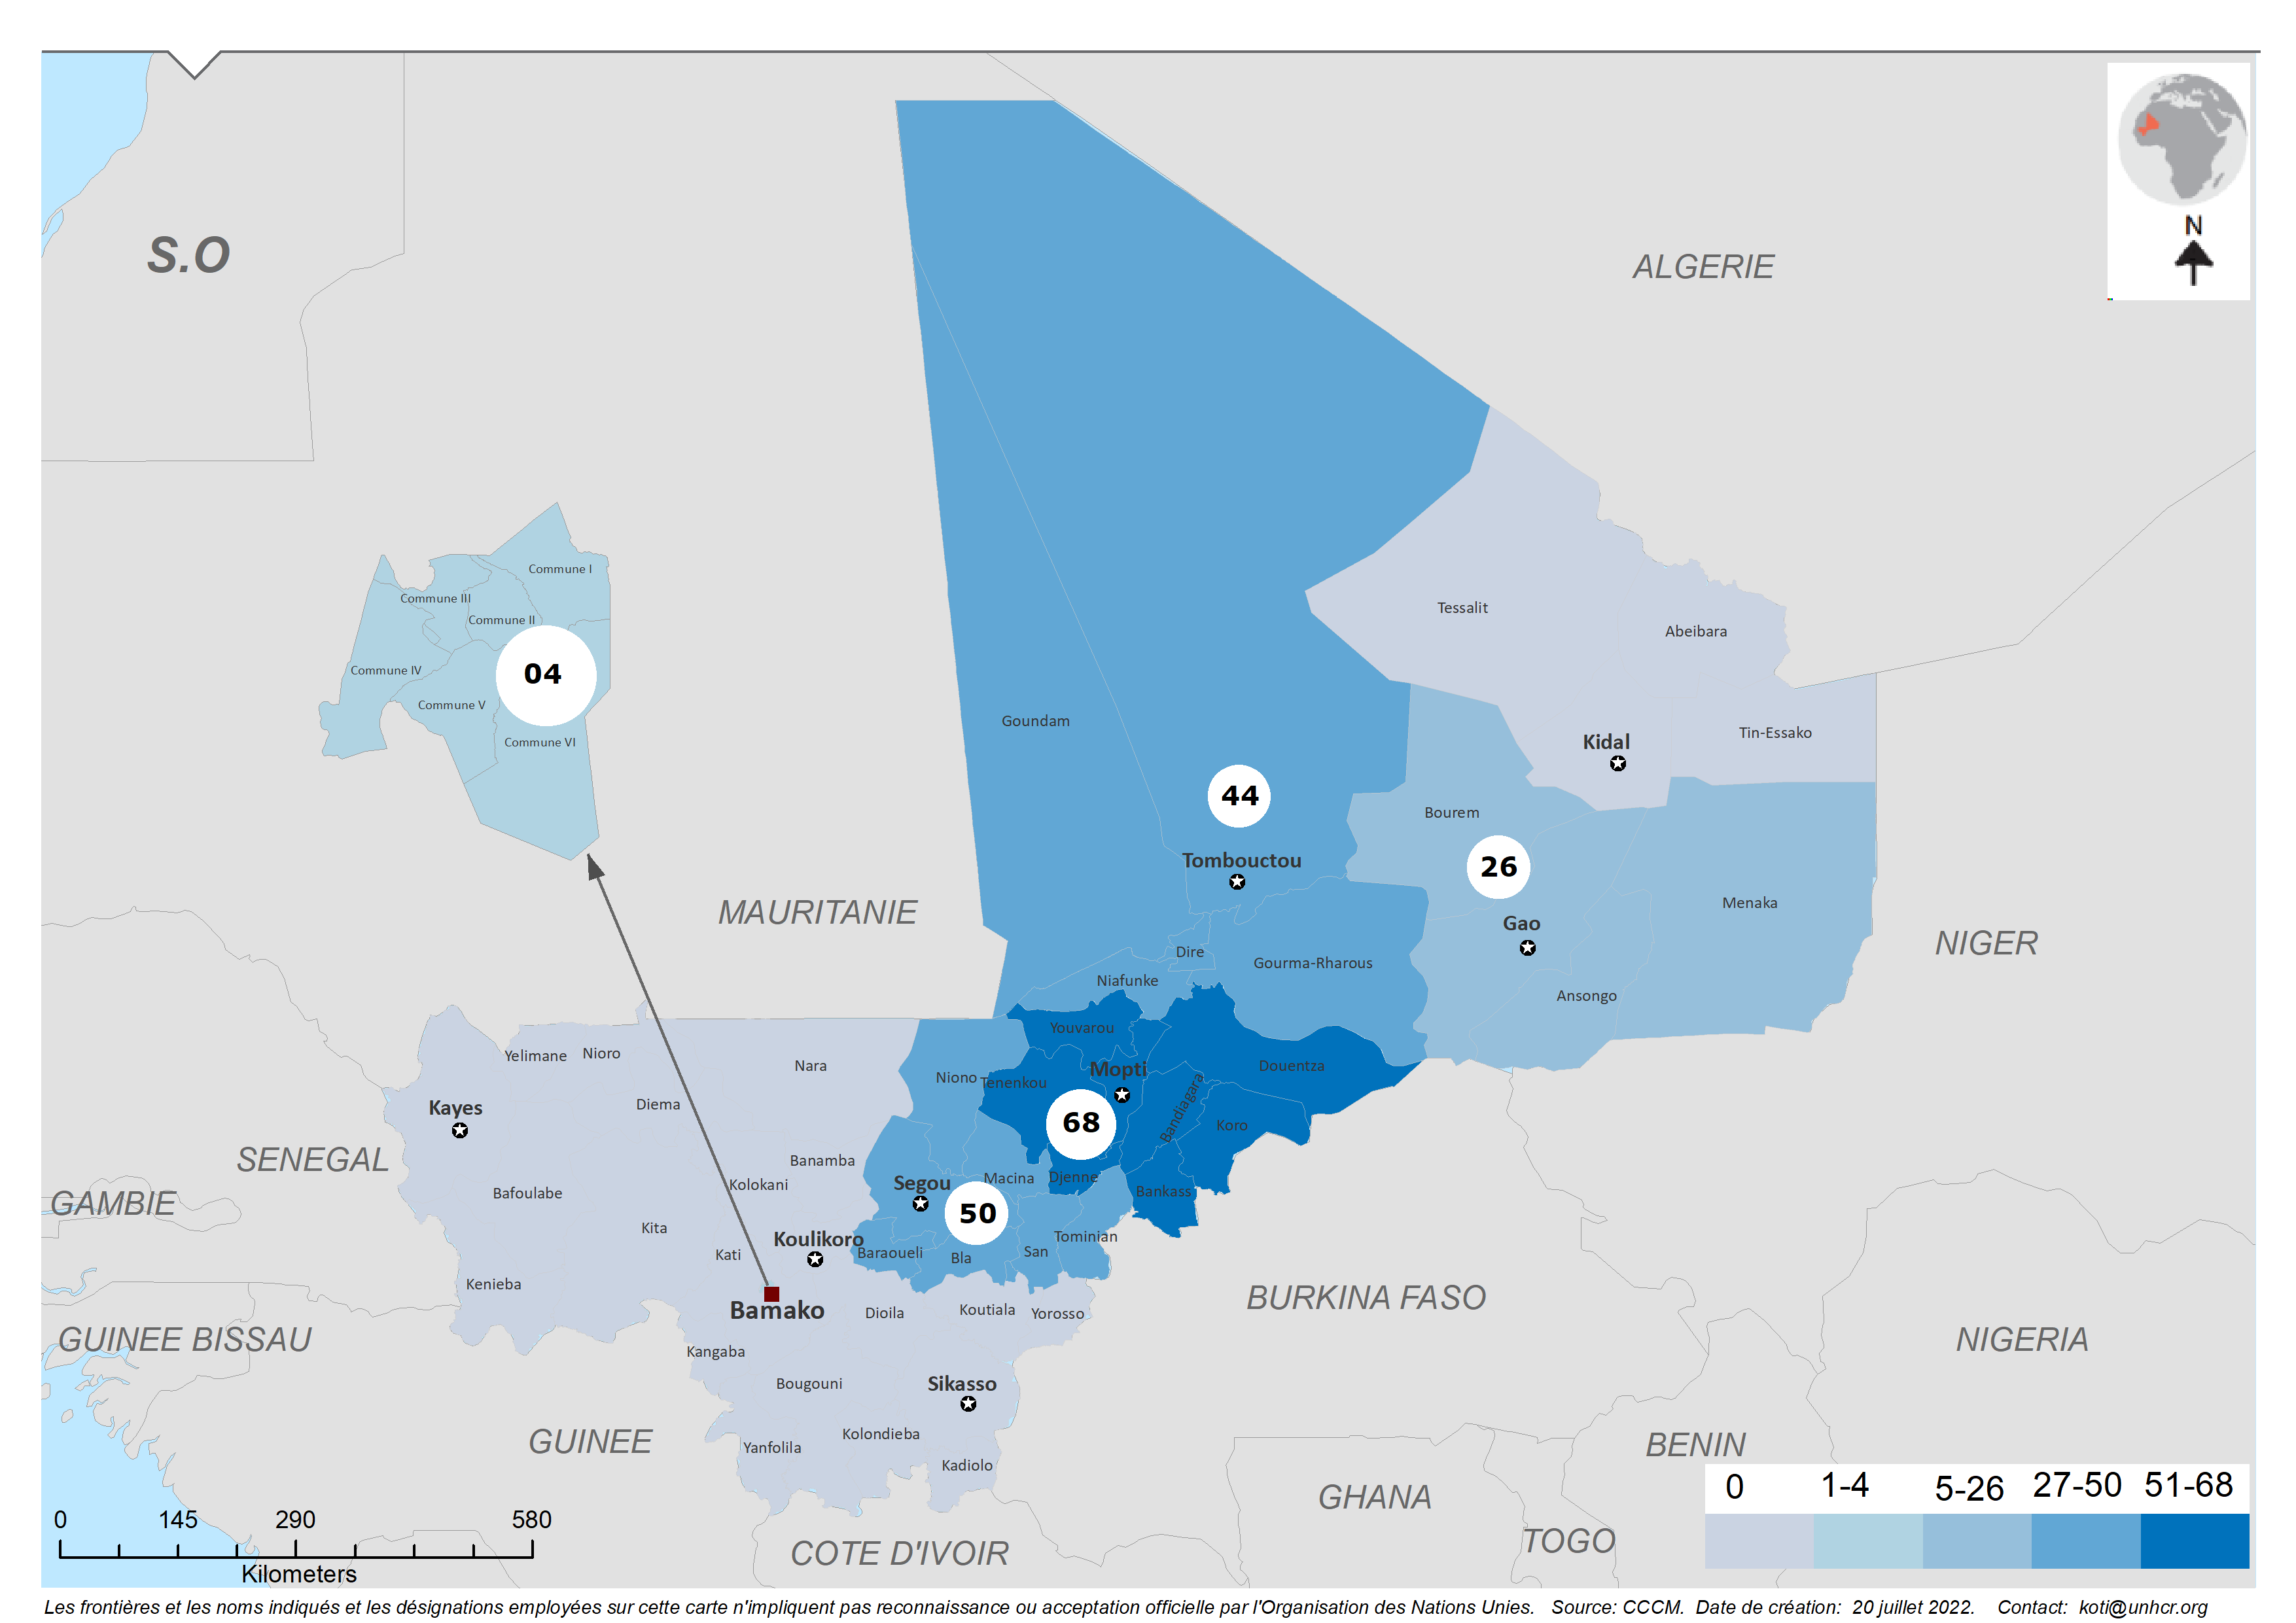 S.O
ALGERIE
N
Commune I
Commune III
Commune II
Commune IV
04
Commune V
Commune VI
Tessalit
Abeibara
Goundam
Kidal
Tin-Essako
44
Bourem
Tombouctou
26
Menaka
MAURITANIE
Gao
NIGER
Dire
Gourma-Rharous
Niafunke
Ansongo
Youvarou
Yelimane
Nioro
Nara
Niono
Tenenkou
Mopti
Douentza
Kayes
Diema
68
Bandiagara
Koro
SENEGAL
Banamba
Kolokani
Segou
Macina
Djenne
Bankass
GAMBIE
Bafoulabe
50
Kita
Kati
Koulikoro
Baraoueli
Bla
San
Tominian
Kenieba
Bamako
Dioila
Koutiala
Yorosso
BURKINA FASO
GUINEE BISSAU
NIGERIA
Kangaba
Bougouni
Sikasso
GUINEE
Yanfolila
Kolondieba
Kadiolo
BENIN
GHANA
TOGO
COTE D'IVOIR
0 1-4 5-26 27-50 51-68
0 145 290 580
Kilometers
Les frontières et les noms indiqués et les désignations employées sur cette carte n'impliquent pas reconnaissance ou acceptation officielle par l'Organisation des Nations Unies. Source: CCCM. Date de création: 20 juillet 2022. Contact: koti@unhcr.org